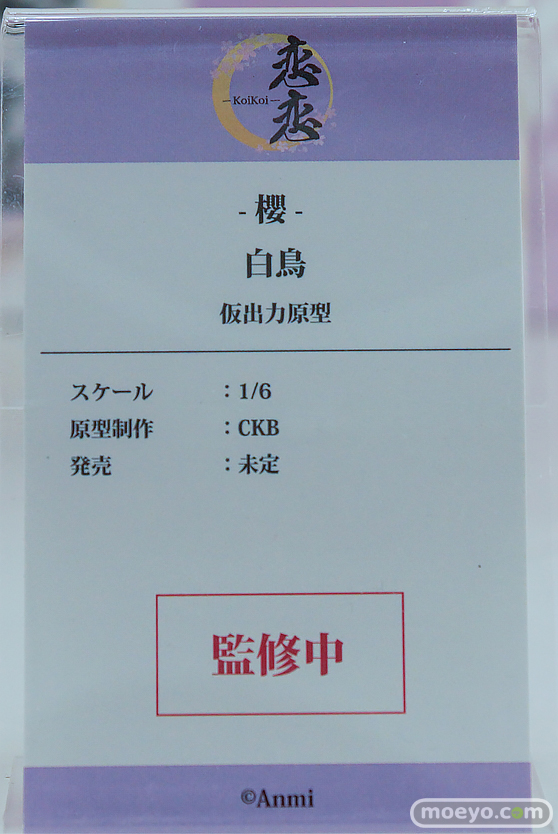 恋恋
-KoiKoi-
- 櫻 -
白鳥
仮出力原型
スケール : 1/6
原型制作 : CKB
発売 : 未定
監修中
©Anmi
moeyo.com